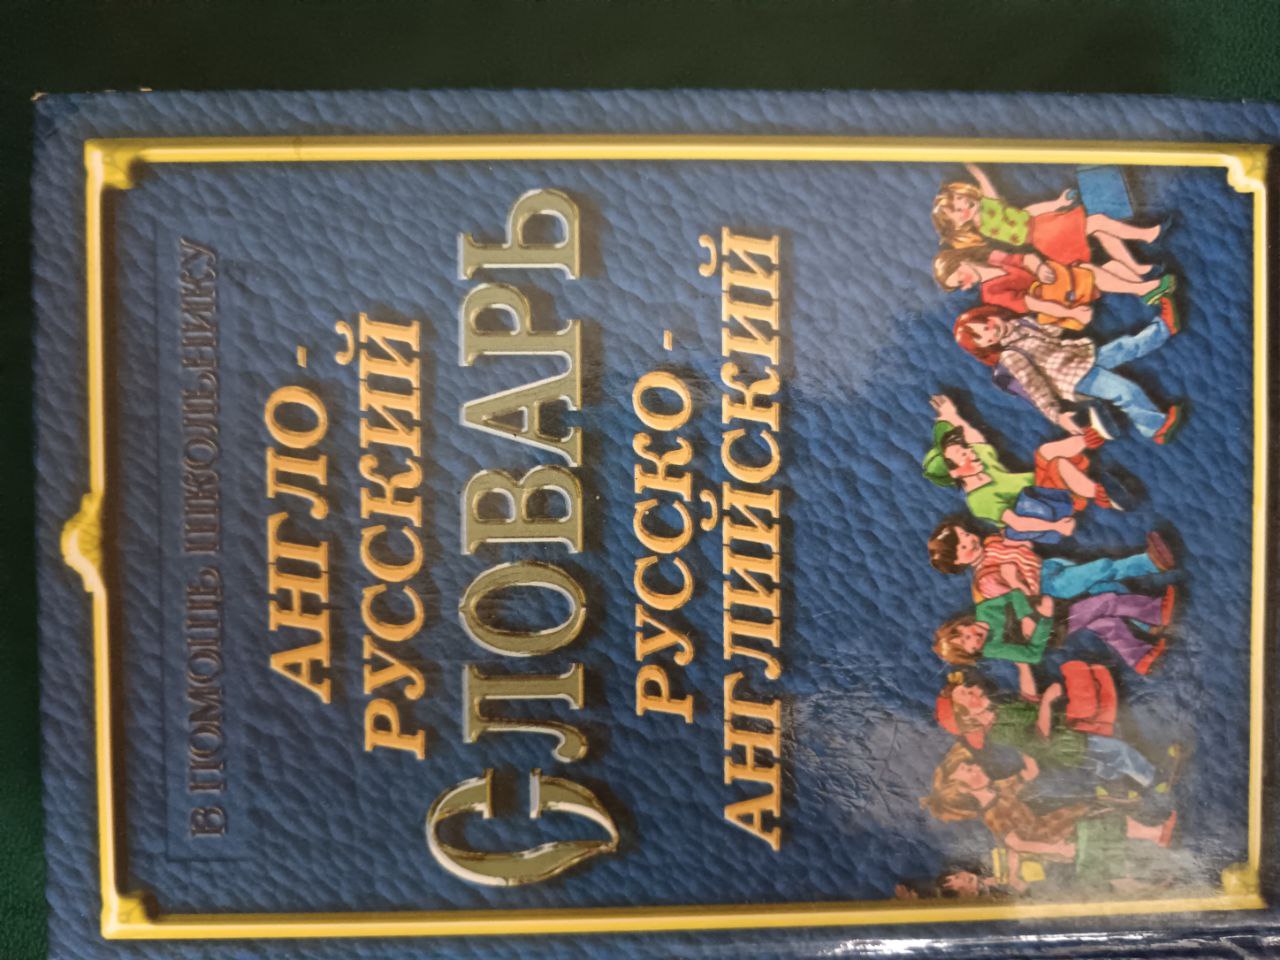 В ПОМОЩЬ ШКОЛЬНИКУ
АНГЛО-
РУССКИЙ
СЛОВАРЬ
РУССКО-
АНГЛИЙСКИЙ